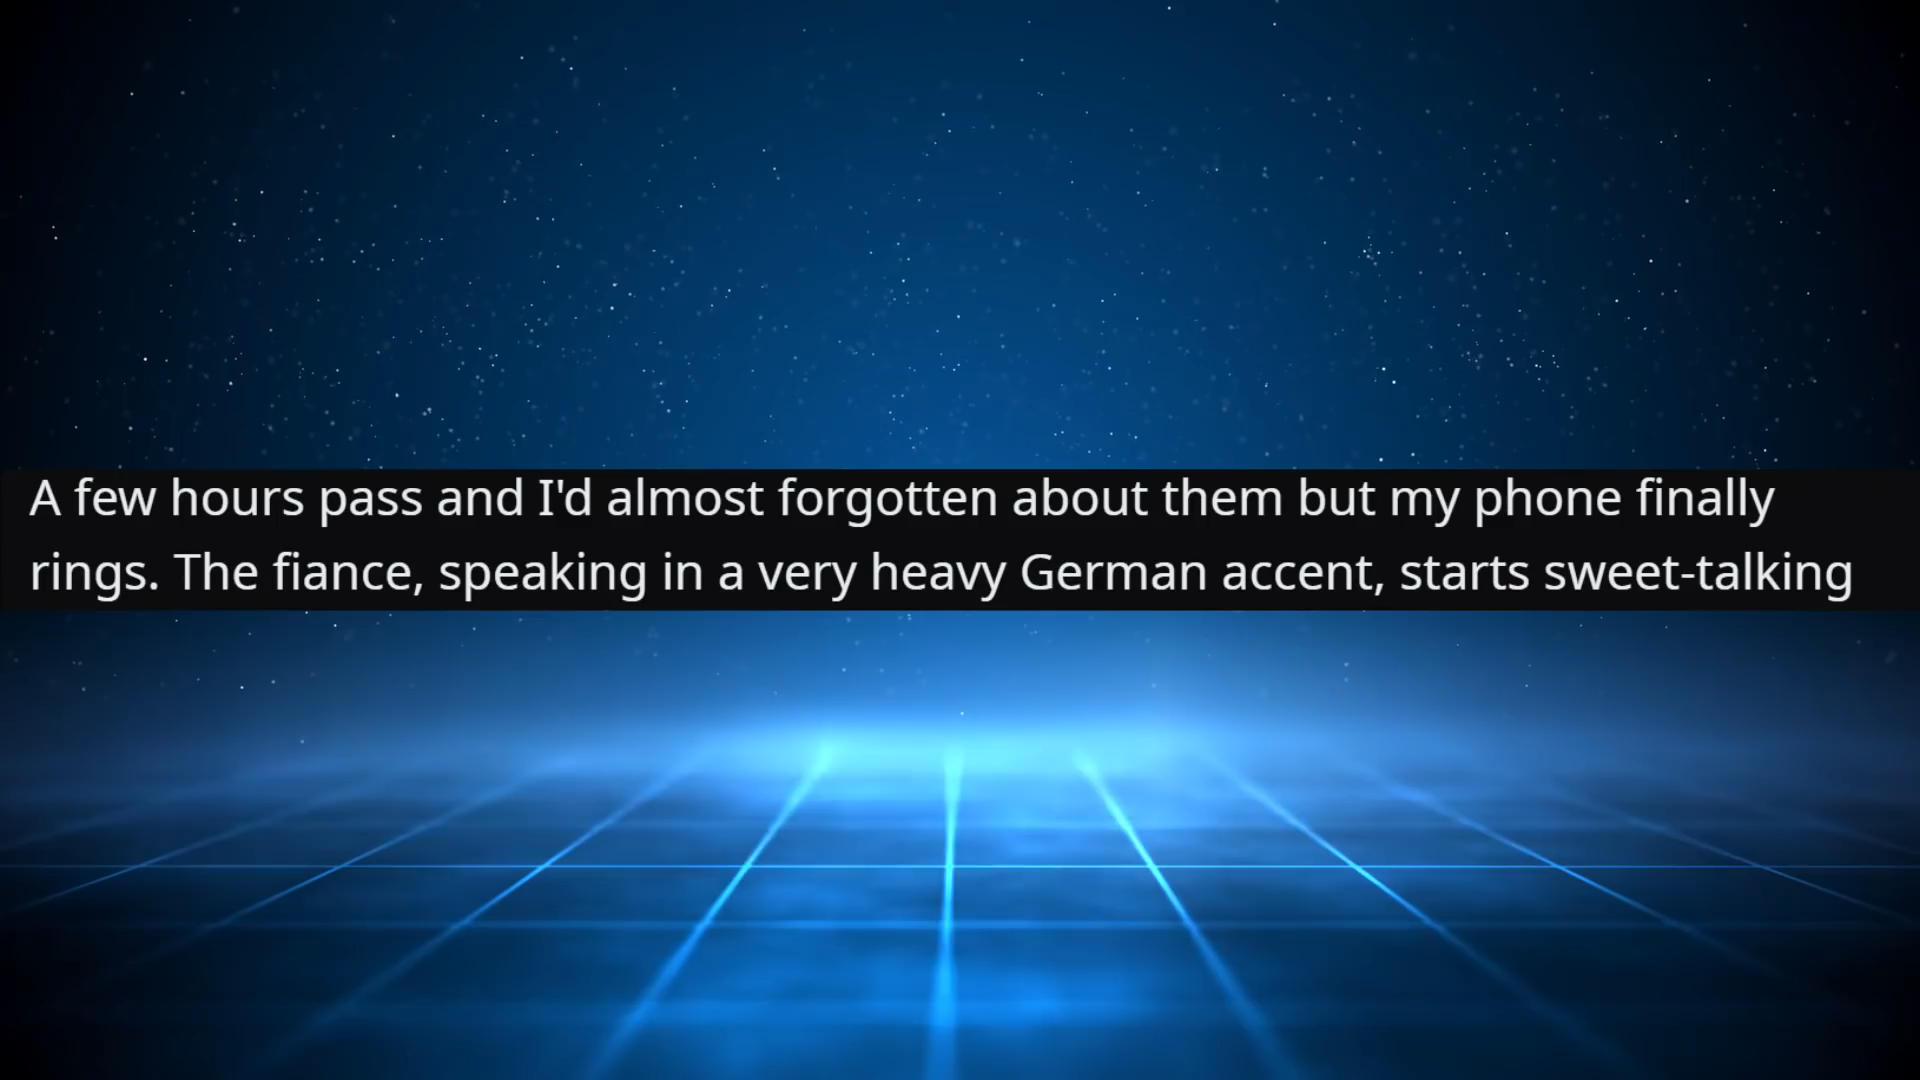 A few hours pass and I'd almost forgotten about them but my phone finally
rings. The fiance, speaking in a very heavy German accent, starts sweet-talking